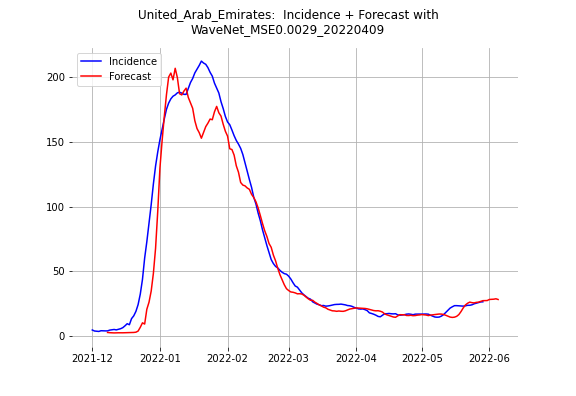 United_Arab_Emirates:  Incidence + Forecast with
WaveNet_MSE0.0029_20220409
Incidence
Forecast
200
150
100
50
0
2021-12 2022-01 2022-02 2022-03 2022-04 2022-05 2022-06